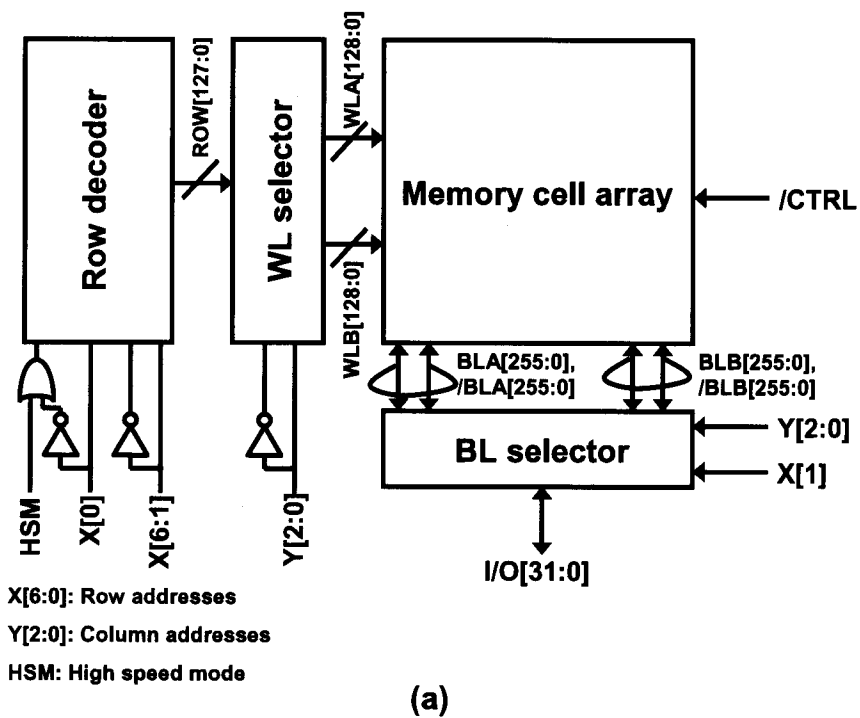 Row decoder
ROW[127:0]
WL selector
WLA[128:0]
WLB[128:0]
Memory cell array
/CTRL
BLA[255:0],
/BLA[255:0]
BLB[255:0],
/BLB[255:0]
BL selector
Y[2:0]
X[1]
HSM
X[0]
X[6:1]
Y[2:0]
I/O[31:0]
X[6:0]: Row addresses
Y[2:0]: Column addresses
HSM: High speed mode
(a)